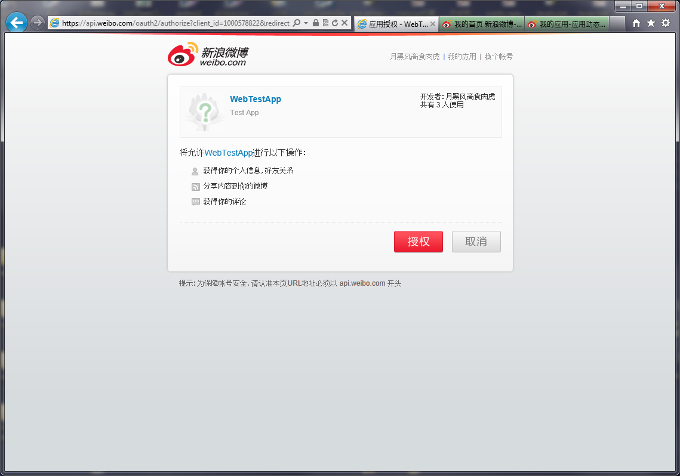 https://api.weibo.com/oauth2/authorize?client_id=1000578022&redirect
应用授权 - WebT...
我的首页 新浪微博-...
我的应用-应用动态...
新浪微博
weibo.com
月黑风高食肉虎 | 我的应用 | 换个帐号
WebTestApp
Test App
开发者: 月黑风高食肉虎
共有 3 人使用
将允许WebTestApp进行以下操作:
获得你的个人信息,好友关系
分享内容到你的微博
获得你的评论
授权
取消
提示: 为保障帐号安全, 请认准本页URL地址必须以 api.weibo.com 开头